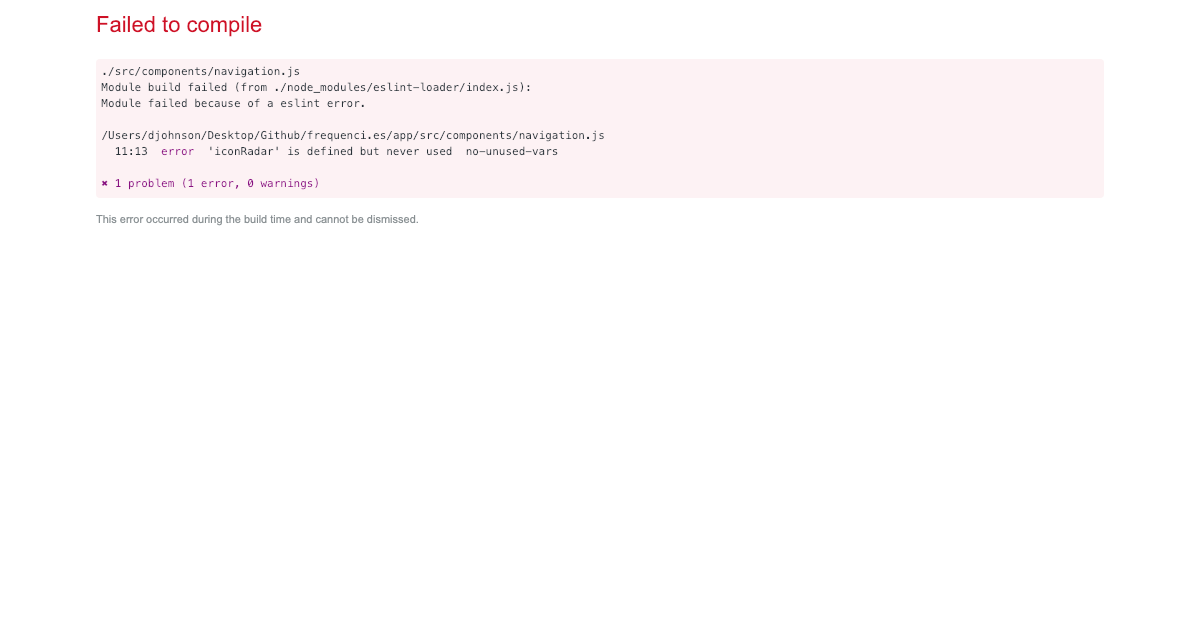 Failed to compile
./src/components/navigation.js
Module build failed (from ./node_modules/eslint-loader/index.js):
Module failed because of a eslint error.
/Users/djohnson/Desktop/Github/frequenci.es/app/src/components/navigation.js
11:13  error  'iconRadar' is defined but never used  no-unused-vars
✖ 1 problem (1 error, 0 warnings)
This error occurred during the build time and cannot be dismissed.